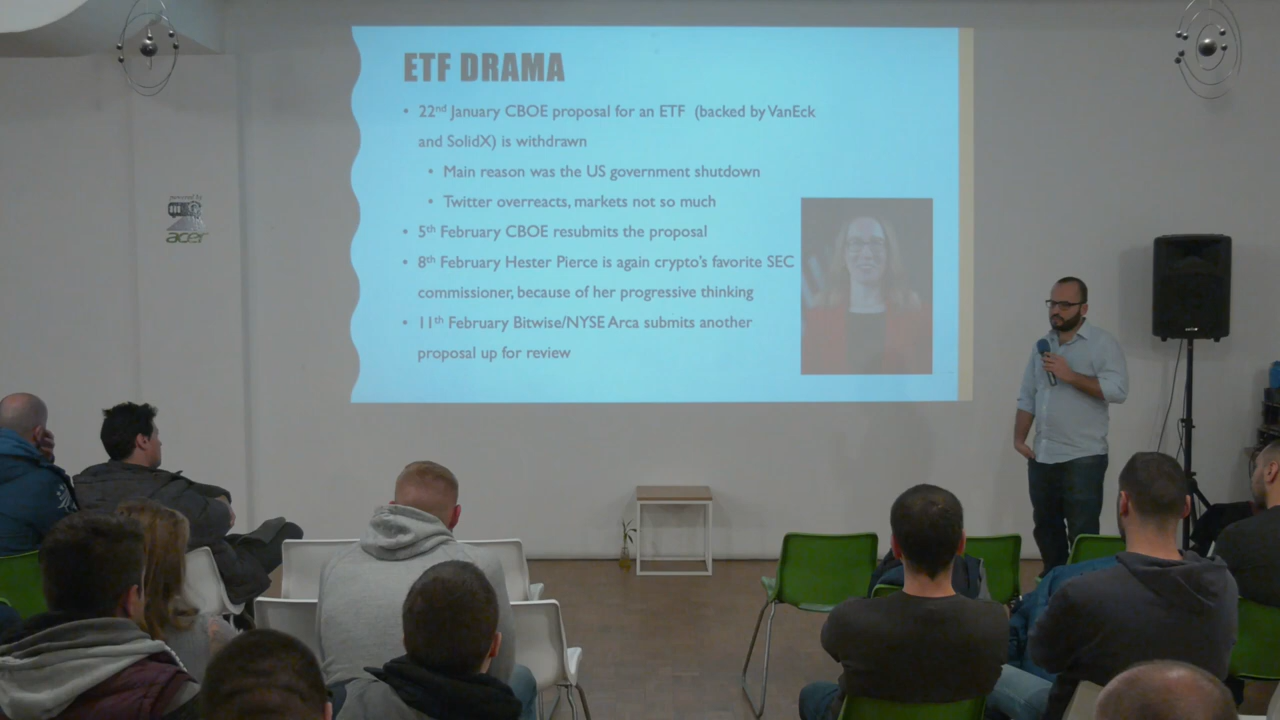 ETF DRAMA
• 22nd January CBOE proposal for an ETF (backed by VanEck
and SolidX) is withdrawn
• Main reason was the US government shutdown
• Twitter overreacts, markets not so much
• 5th February CBOE resubmits the proposal
• 8th February Hester Pierce is again crypto's favorite SEC
commissioner, because of her progressive thinking
• 11th February Bitwise/NYSE Arca submits another
proposal up for review
powered by
acer